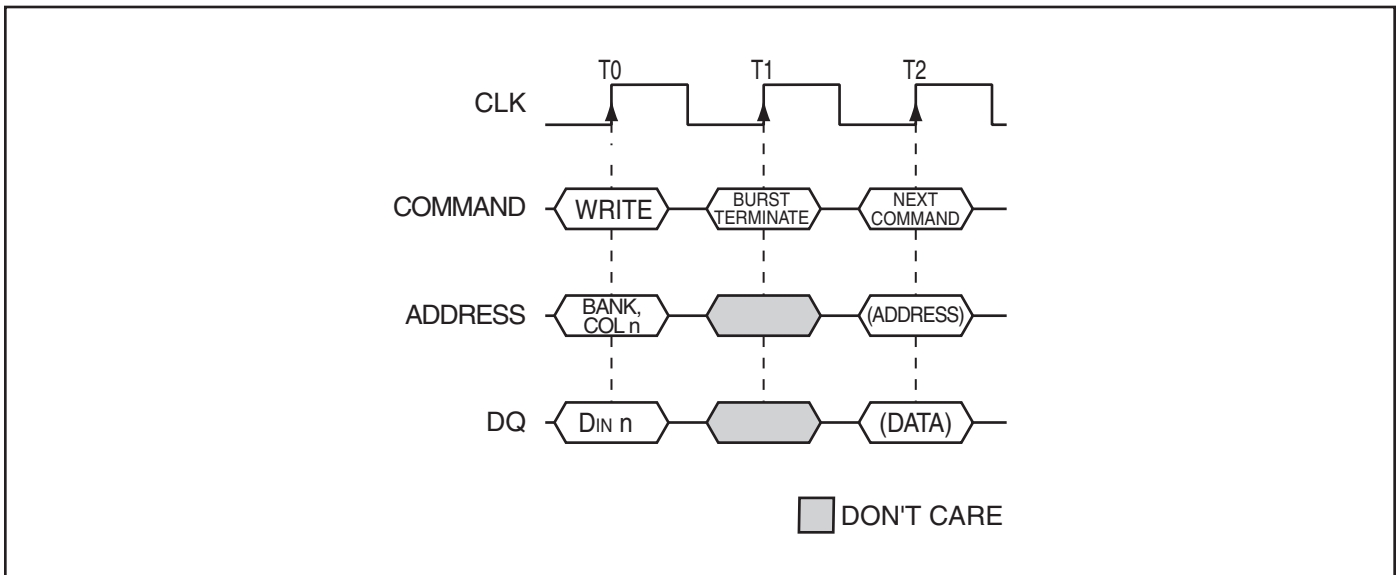 T0 T1 T2
CLK
COMMAND WRITE BURST TERMINATE NEXT COMMAND
ADDRESS BANK, COL n (ADDRESS)
DQ DIN n (DATA)
DON'T CARE